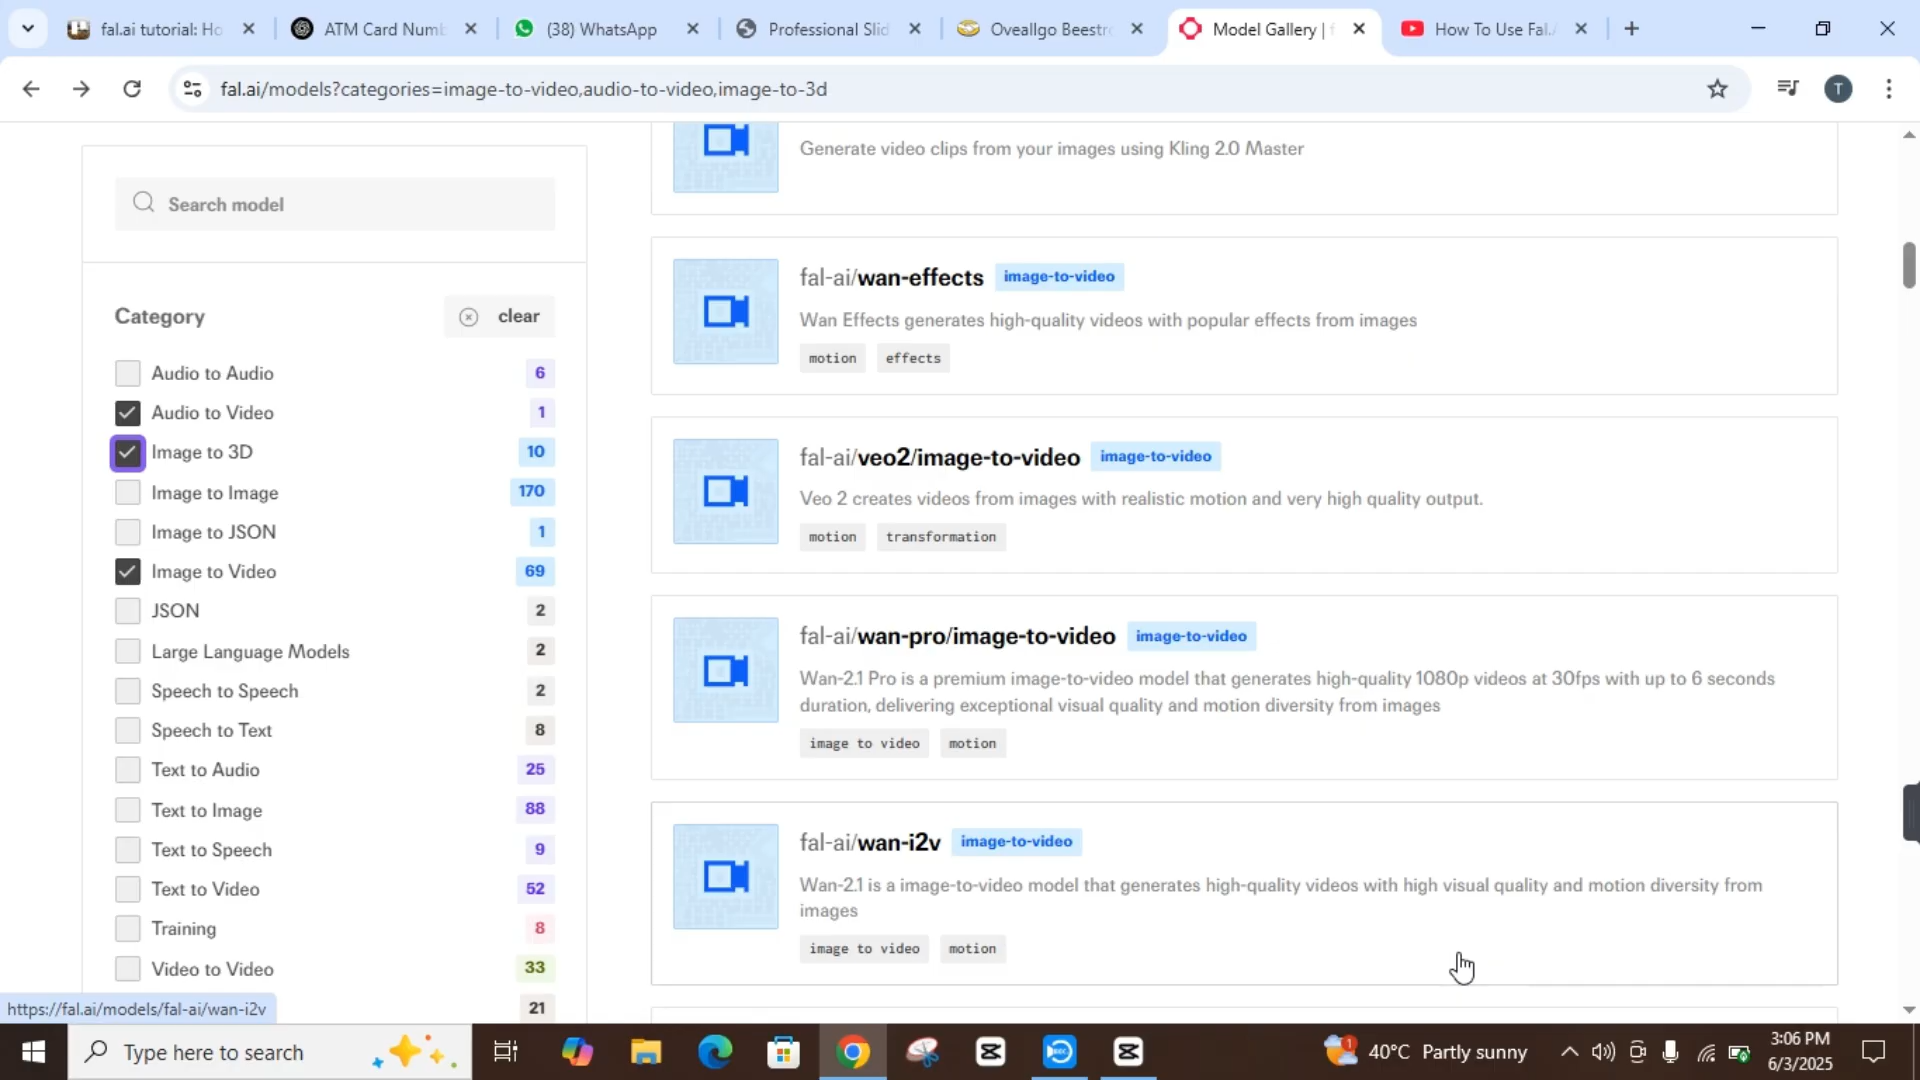 fal.ai tutorial: Ho
ATM Card Numb
(38) WhatsApp
Professional Slid
Oveallgo Beestro
Model Gallery | f
How To Use Fal.A
fal.ai/models?categories=image-to-video,audio-to-video,image-to-3d
T
Search model
Category
clear
Audio to Audio 6
Audio to Video 1
Image to 3D 10
Image to Image 170
Image to JSON 1
Image to Video 69
JSON 2
Large Language Models 2
Speech to Speech 2
Speech to Text 8
Text to Audio 25
Text to Image 88
Text to Speech 9
Text to Video 52
Training 8
Video to Video 33
21
Generate video clips from your images using Kling 2.0 Master
fal-ai/wan-effects image-to-video
Wan Effects generates high-quality videos with popular effects from images
motion effects
fal-ai/veo2/image-to-video image-to-video
Veo 2 creates videos from images with realistic motion and very high quality output.
motion transformation
fal-ai/wan-pro/image-to-video image-to-video
Wan-2.1 Pro is a premium image-to-video model that generates high-quality 1080p videos at 30fps with up to 6 seconds
duration, delivering exceptional visual quality and motion diversity from images
image to video motion
fal-ai/wan-i2v image-to-video
Wan-2.1 is a image-to-video model that generates high-quality videos with high visual quality and motion diversity from
images
image to video motion
https://fal.ai/models/fal-ai/wan-i2v
Type here to search
REC
1
40°C Partly sunny
3:06 PM
6/3/2025